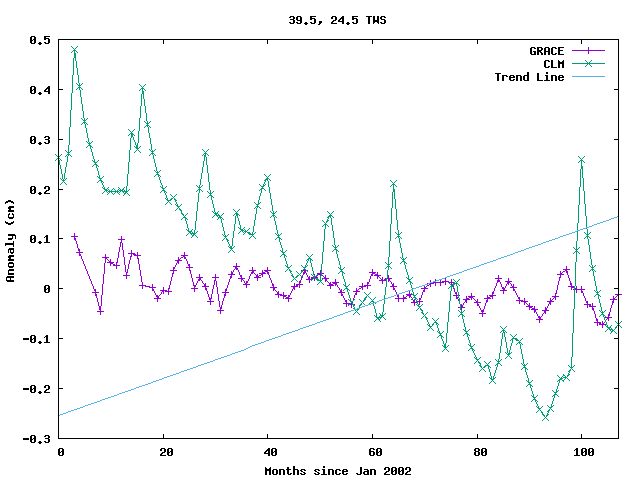 39.5, 24.5 TWS
GRACE
CLM
Trend Line
0.5
0.4
0.3
0.2
0.1
0
-0.1
-0.2
-0.3
Anomaly (cm)
0 20 40 60 80 100
Months since Jan 2002